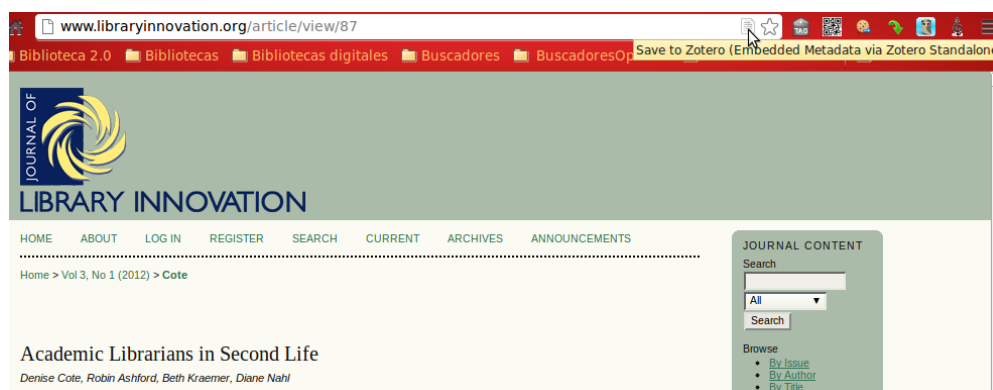 www.libraryinnovation.org/article/view/87
TAG
Biblioteca 2.0 Bibliotecas Bibliotecas digitales Buscadores BuscadoresOp
Save to Zotero (Embedded Metadata via Zotero Standalone
JOURNAL OF
LIBRARY INNOVATION
HOME ABOUT LOG IN REGISTER SEARCH CURRENT ARCHIVES ANNOUNCEMENTS
Home > Vol 3, No 1 (2012) > Cote
Academic Librarians in Second Life
Denise Cote, Robin Ashford, Beth Kraemer, Diane Nahl
JOURNAL CONTENT
Search
All
Search
Browse
By Issue
By Author
By Title